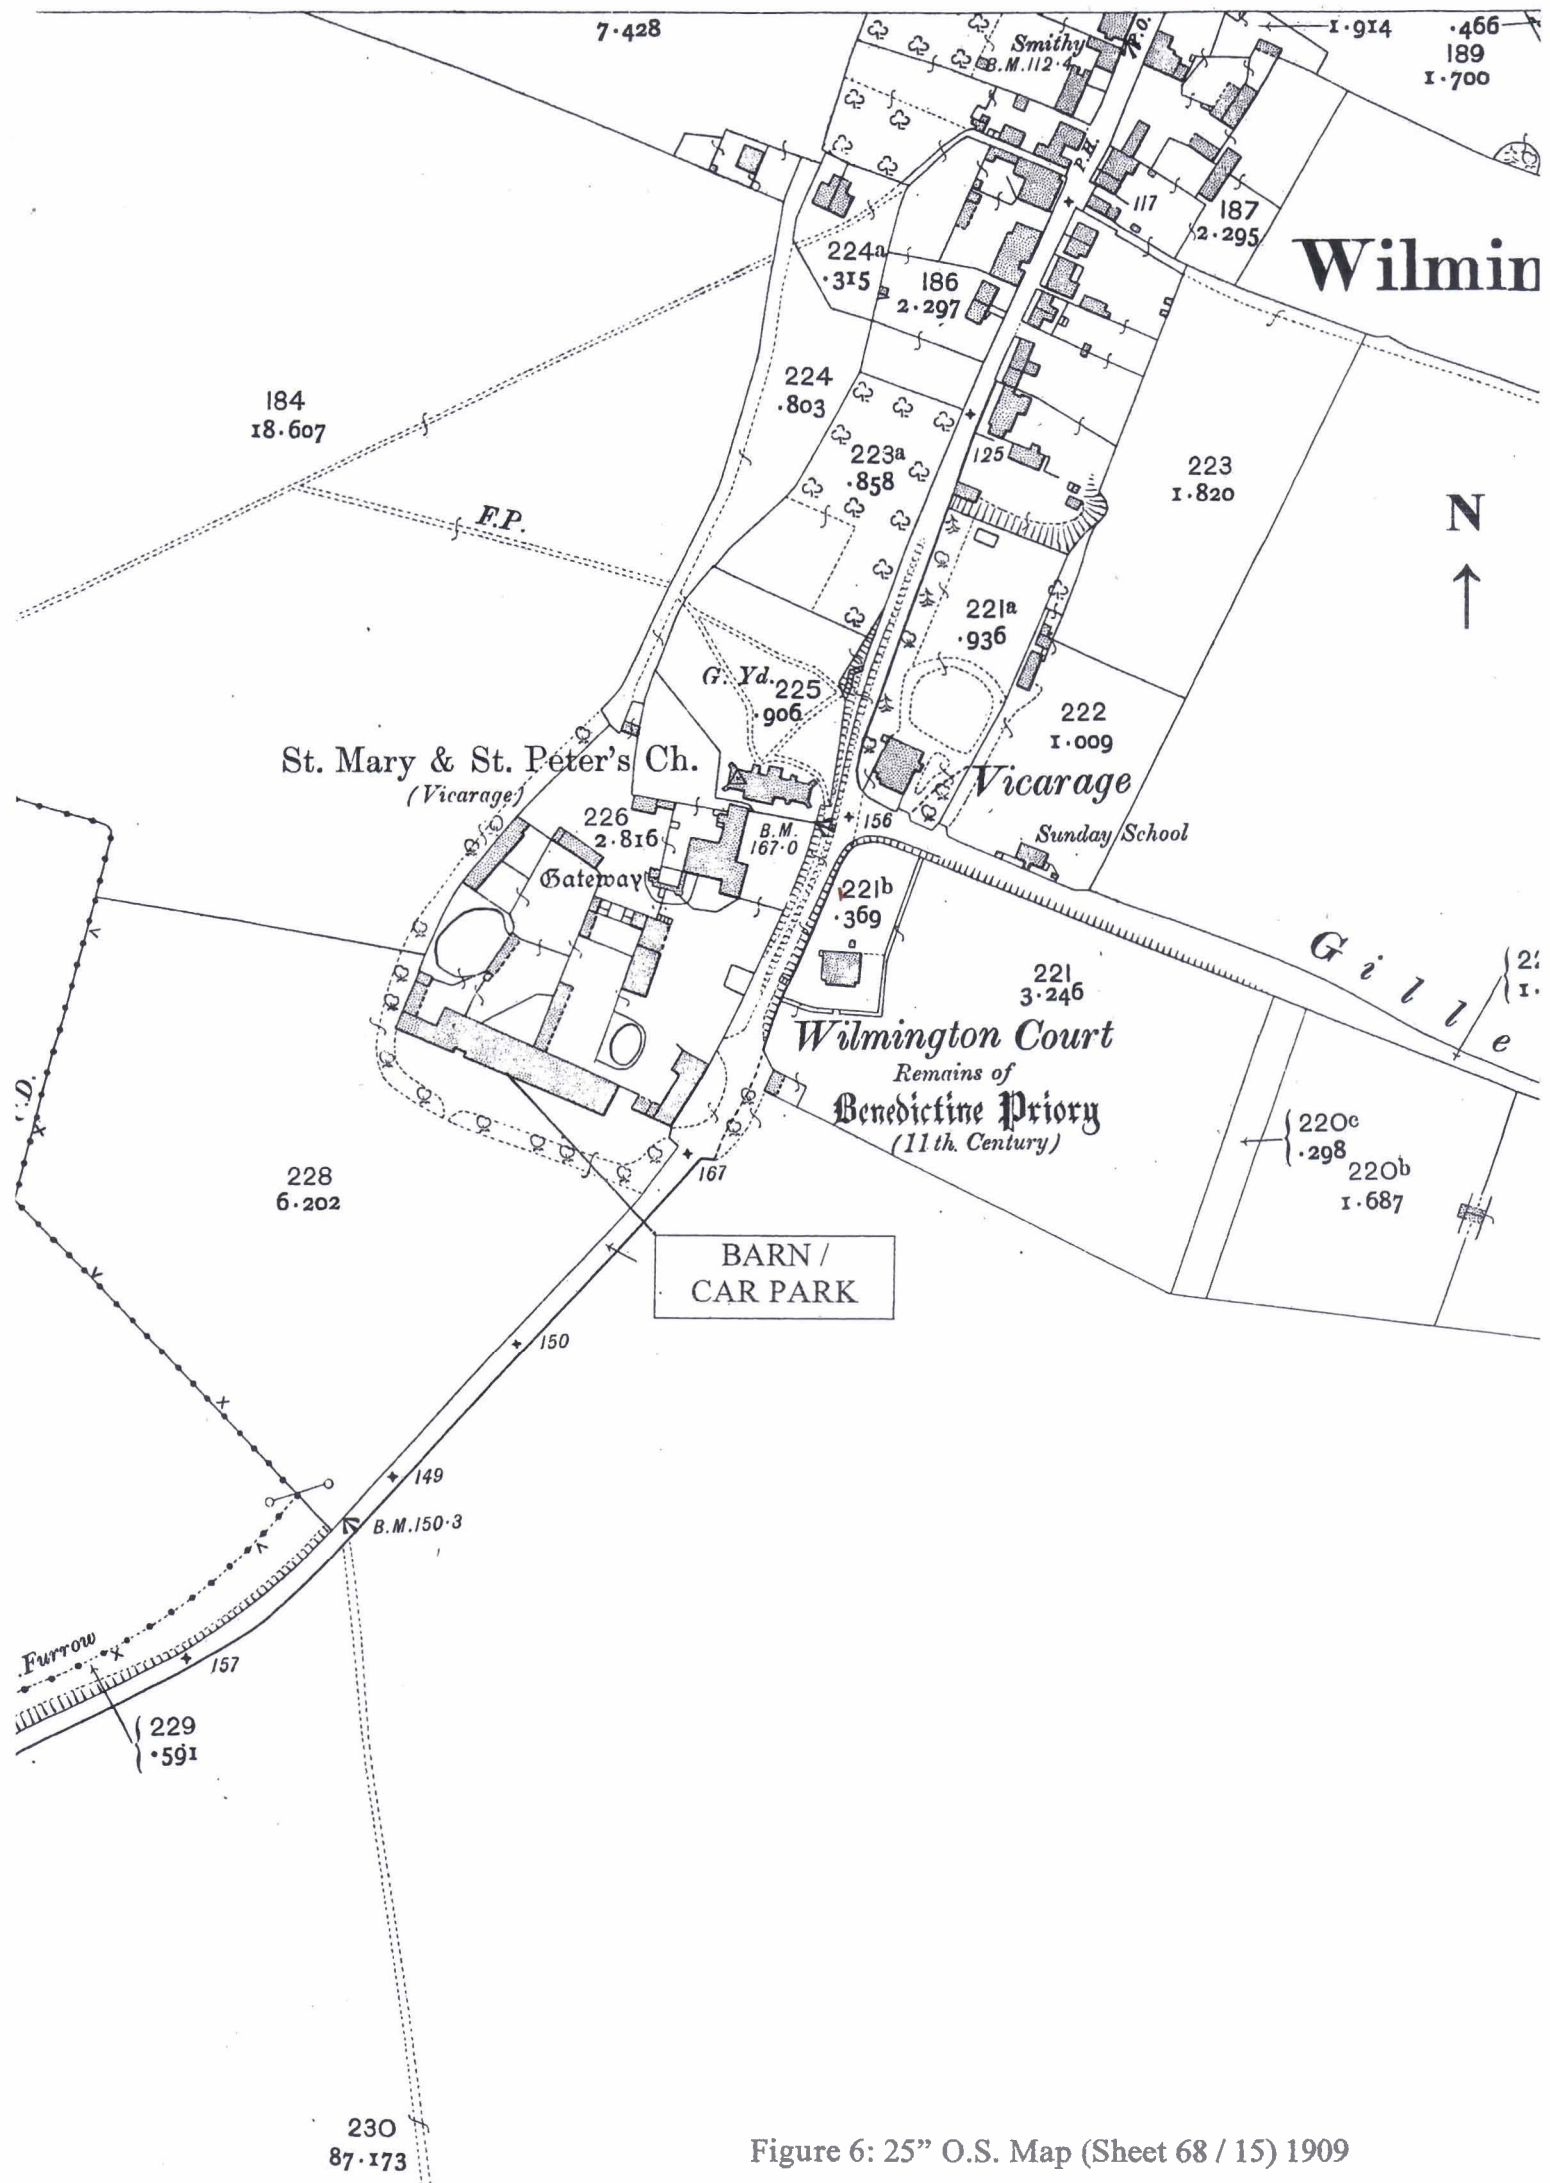 7·428
1·914
·466
189
1·700
Smithy
B.M.112·4
P.O.
P.H.
117
187
2·295
Wilmin
224a
·315
186
2·297
184
18·607
224
·803
223a
·858
125
223
1·820
N
F.P.
221a
·936
G. Yd.
225
·906
222
1·009
St. Mary & St. Peter's Ch.
(Vicarage)
Vicarage
226
2·816
B.M.
167·0
156
Sunday School
Gateway
221b
·369
Gille
221
3·246
Wilmington Court
Remains of
Benedictine Priory
(11th. Century)
220c
·298
220b
1·687
228
6·202
167
BARN /
CAR PARK
150
149
B.M.150·3
Furrow
157
229
·591
230
87·173
Figure 6: 25” O.S. Map (Sheet 68 / 15) 1909